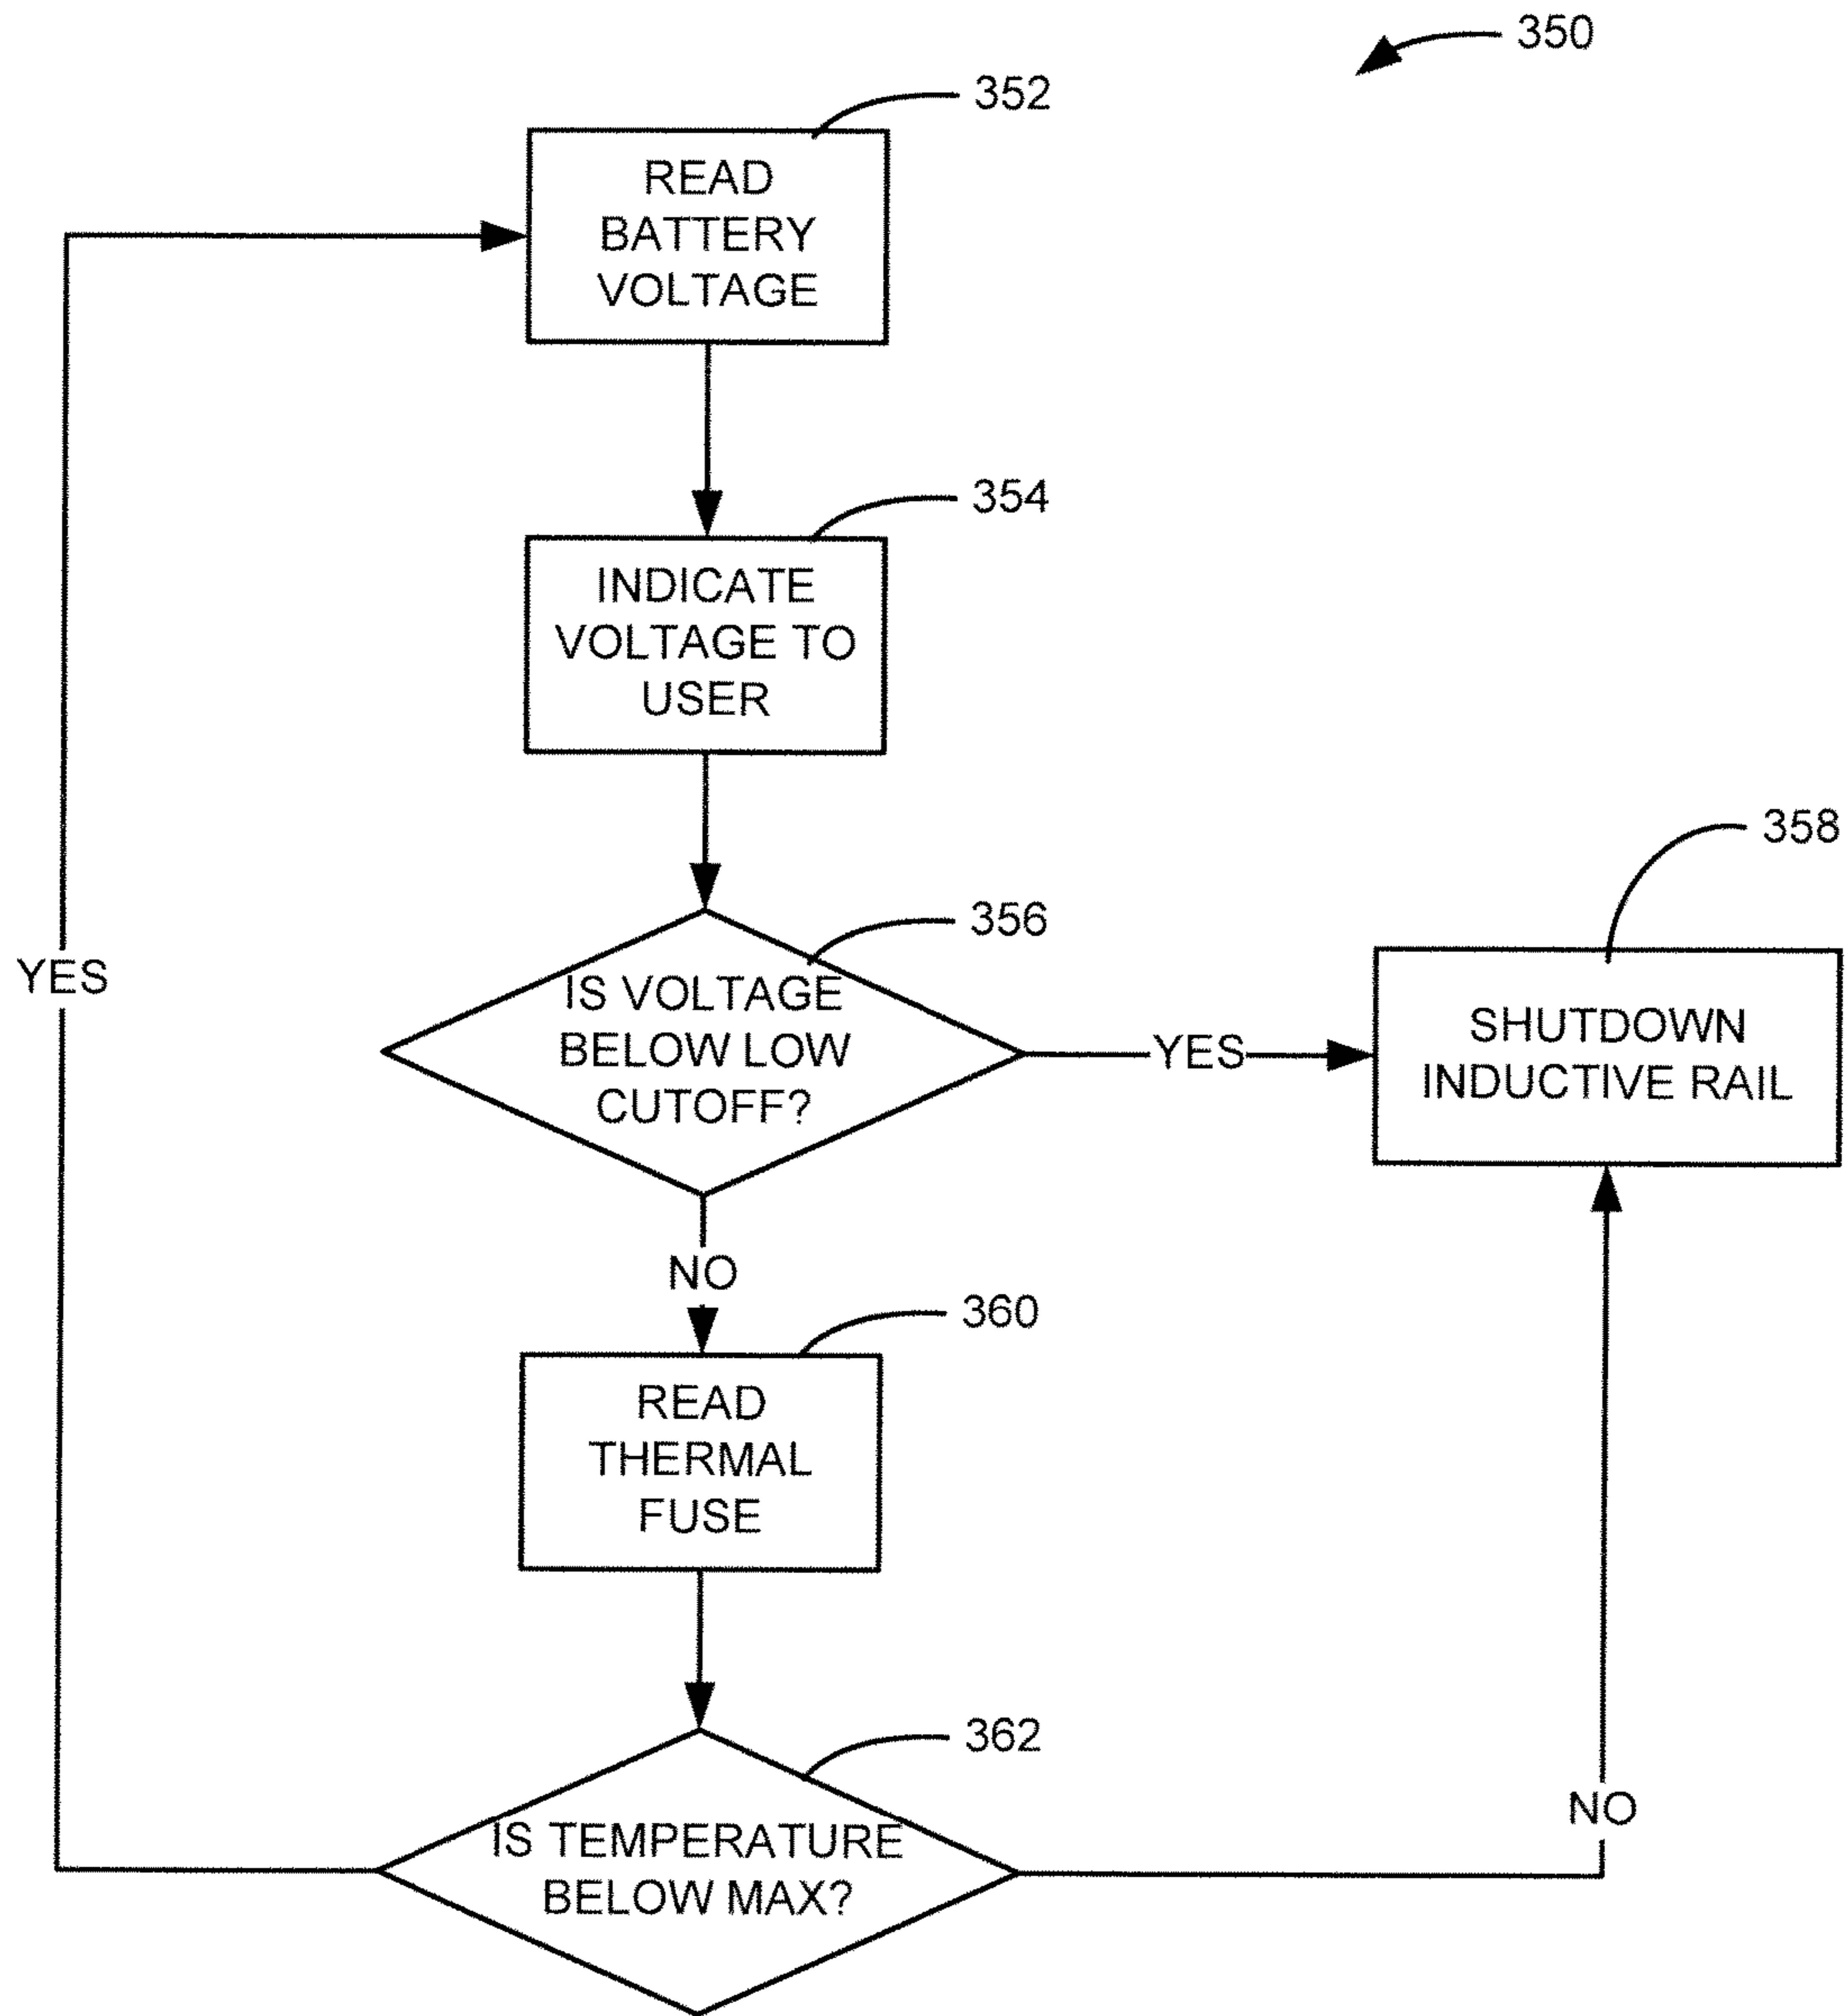 350
352
READ
BATTERY
VOLTAGE
354
INDICATE
VOLTAGE TO
USER
356
IS VOLTAGE
BELOW LOW
CUTOFF?
YES
358
SHUTDOWN
INDUCTIVE RAIL
YES
NO
360
READ
THERMAL
FUSE
362
IS TEMPERATURE
BELOW MAX?
NO